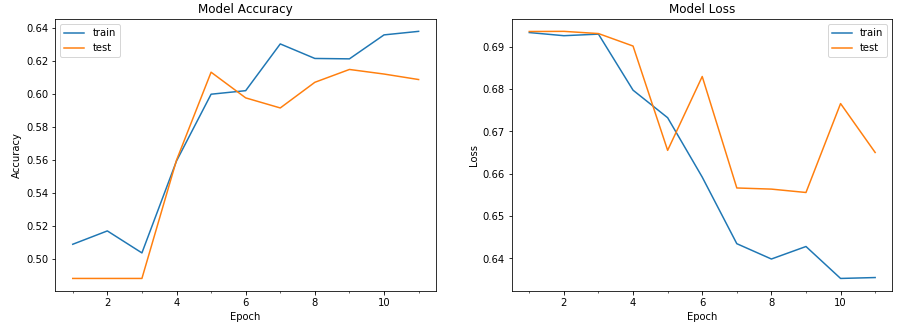 Model Accuracy
train
test
Accuracy
0.64
0.62
0.60
0.58
0.56
0.54
0.52
0.50
2
4
6
8
10
Epoch
Model Loss
train
test
Loss
0.69
0.68
0.67
0.66
0.65
0.64
2
4
6
8
10
Epoch